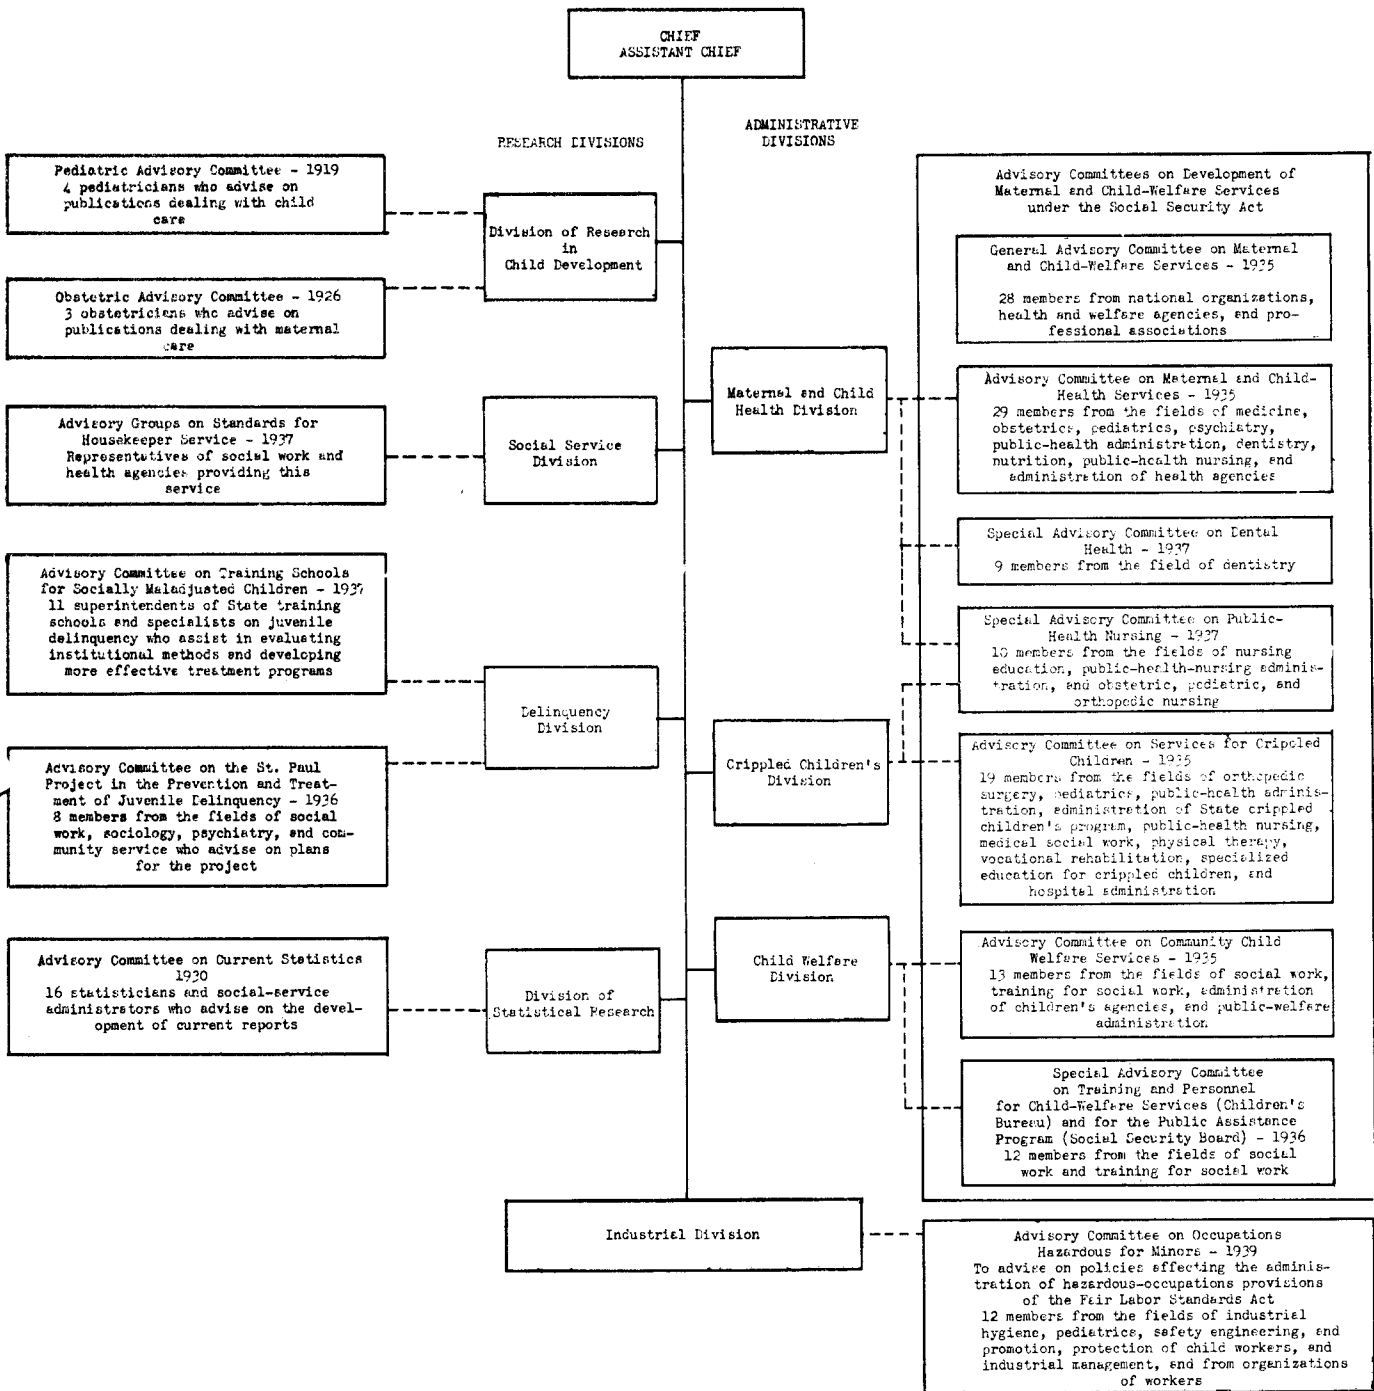 CHIEF
ASSISTANT CHIEF
RESEARCH DIVISIONS
ADMINISTRATIVE
DIVISIONS
Pediatric Advisory Committee - 1919
4 pediatricians who advise on
publications dealing with child
care
Obstetric Advisory Committee - 1926
3 obstetricians who advise on
publications dealing with maternal
care
Advisory Groups on Standards for
Housekeeper Service - 1937
Representatives of social work and
health agencies providing this
service
Advisory Committee on Training Schools
for Socially Maladjusted Children - 1937
11 superintendents of State training
schools and specialists on juvenile
delinquency who assist in evaluating
institutional methods and developing
more effective treatment programs
Advisory Committee on the St. Paul
Project in the Prevention and Treat-
ment of Juvenile Delinquency - 1936
8 members from the fields of social
work, sociology, psychiatry, and com-
munity service who advise on plans
for the project
Advisory Committee on Current Statistics
1930
16 statisticians and social-service
administrators who advise on the devel-
opment of current reports
Division of Research
in
Child Development
Social Service
Division
Delinquency
Division
Division of
Statistical Research
Maternal and Child
Health Division
Crippled Children's
Division
Child Welfare
Division
Industrial Division
Advisory Committees on Development of
Maternal and Child-Welfare Services
under the Social Security Act
General Advisory Committee on Maternal
and Child-Welfare Services - 1935
28 members from national organizations,
health and welfare agencies, and pro-
fessional associations
Advisory Committee on Maternal and Child-
Health Services - 1935
29 members from the fields of medicine,
obstetrics, pediatrics, psychiatry,
public-health administration, dentistry,
nutrition, public-health nursing, and
administration of health agencies
Special Advisory Committee on Dental
Health - 1937
9 members from the field of dentistry
Special Advisory Committee on Public-
Health Nursing - 1937
10 members from the fields of nursing
education, public-health-nursing adminis-
tration, and obstetric, pediatric, and
orthopedic nursing
Advisory Committee on Services for Crippled
Children - 1935
19 members from the fields of orthopedic
surgery, pediatrics, public-health adminis-
tration, administration of State crippled
children's program, public-health nursing,
medical social work, physical therapy,
vocational rehabilitation, specialized
education for crippled children, and
hospital administration
Advisory Committee on Community Child
Welfare Services - 1935
13 members from the fields of social work,
training for social work, administration
of children's agencies, and public-welfare
administration
Special Advisory Committee
on Training and Personnel
for Child-Welfare Services (Children's
Bureau) and for the Public Assistance
Program (Social Security Board) - 1936
12 members from the fields of social
work and training for social work
Advisory Committee on Occupations
Hazardous for Minors - 1939
To advise on policies affecting the adminis-
tration of hazardous-occupations provisions
of the Fair Labor Standards Act
12 members from the fields of industrial
hygiene, pediatrics, safety engineering, and
promotion, protection of child workers, and
industrial management, and from organizations
of workers